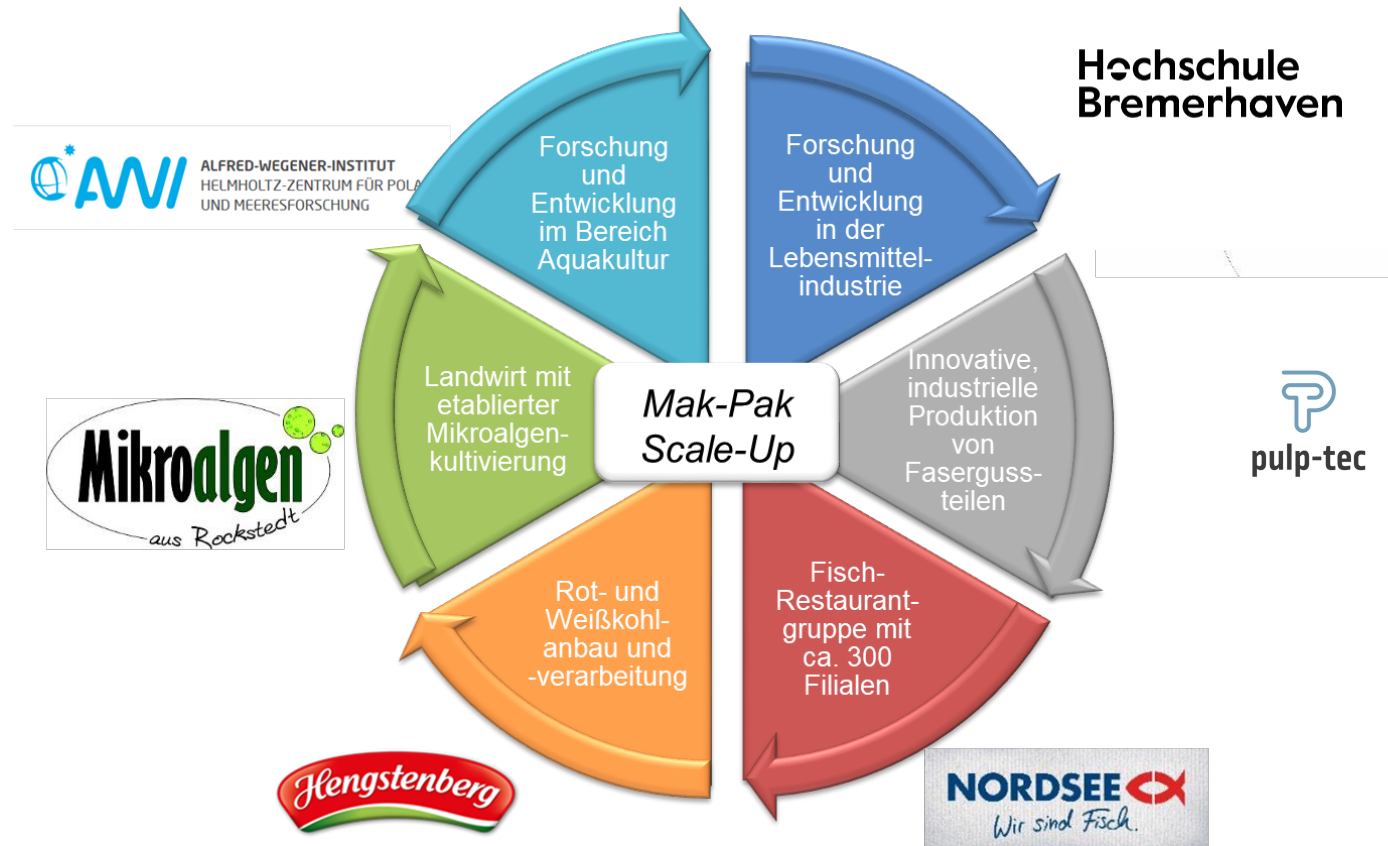 Hochschule
Bremerhaven
ALFRED-WEGENER-INSTITUT
HELMHOLTZ-ZENTRUM FÜR POLA
UND MEERESFORSCHUNG
AWI
Forschung
und
Entwicklung
im Bereich
Aquakultur
Forschung
und
Entwicklung
in der
Lebensmittel-
industrie
Landwirt mit
etablierter
Mikroalgen-
kultivierung
Mak-Pak
Scale-Up
Innovative,
industrielle
Produktion
von
Faserguss-
teilen
pulp-tec
Mikroalgen
aus Rockstedt
Rot- und
Weißkohl-
anbau und
-verarbeitung
Fisch-
Restaurant-
gruppe mit
ca. 300
Filialen
Hengstenberg
NORDSEE
Wir sind Fisch.